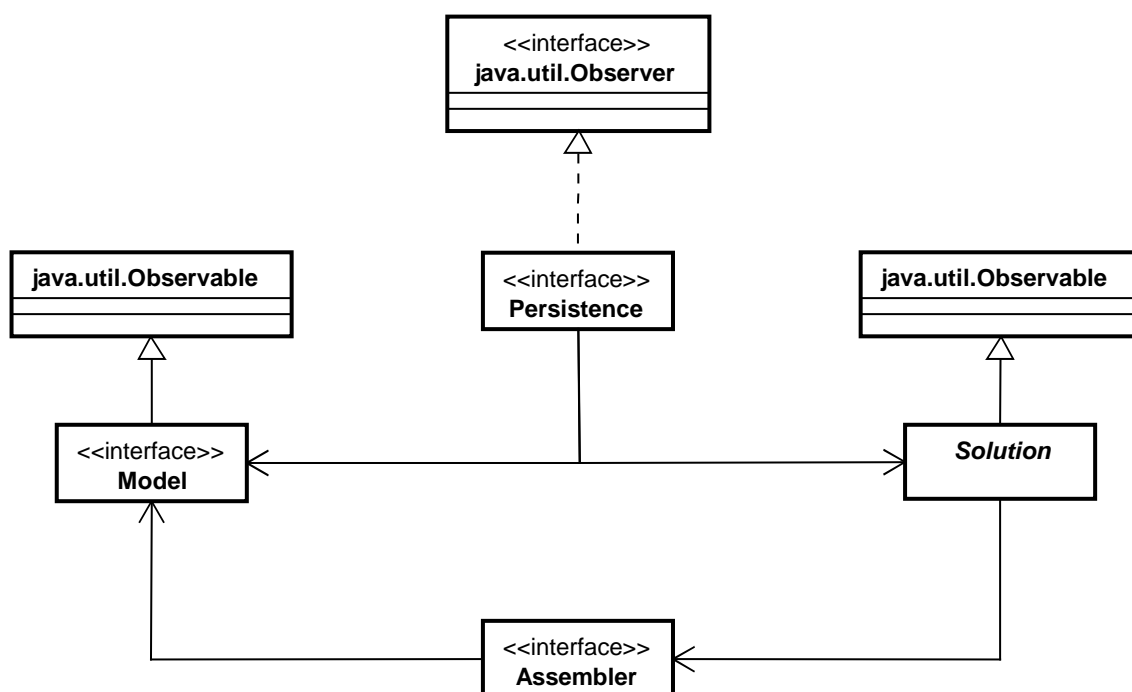 <<interface>>
java.util.Observer
java.util.Observable
<<interface>>
Persistence
java.util.Observable
<<interface>>
Model
Solution
<<interface>>
Assembler